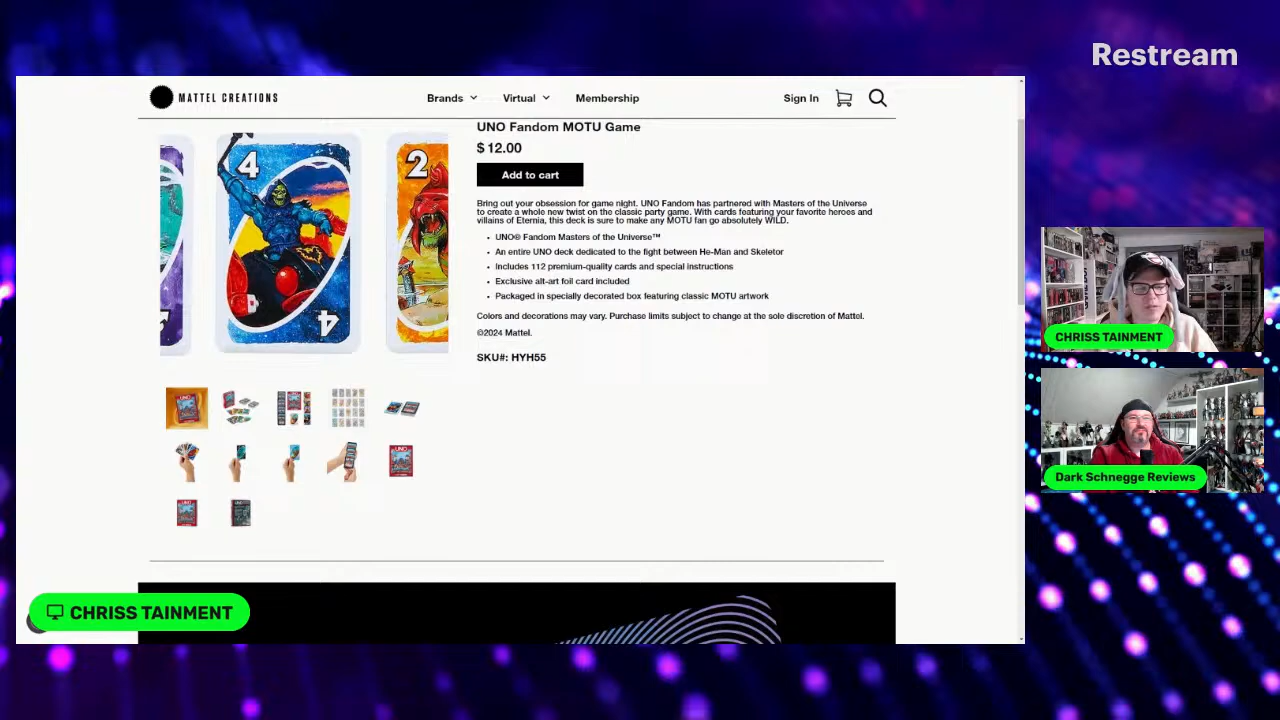 Restream
MATTEL CREATIONS
Brands
Virtual
Membership
Sign In
UNO Fandom MOTU Game
$ 12.00
Add to cart
Bring out your obsession for game night. UNO Fandom has partnered with Masters of the Universe
to create a whole new twist on the classic party game. With cards featuring your favorite heroes and
villains of Eternia, this deck is sure to make any MOTU fan go absolutely WILD.
• UNO® Fandom Masters of the Universe™
• An entire UNO deck dedicated to the fight between He-Man and Skeletor
• Includes 112 premium-quality cards and special instructions
• Exclusive alt-art foil card included
• Packaged in specially decorated box featuring classic MOTU artwork
Colors and decorations may vary. Purchase limits subject to change at the sole discretion of Mattel.
©2024 Mattel.
SKU#: HYH55
4
4
2
UNO
UNO
UNO
CHRISS TAINMENT
Dark Schnegge Reviews
CHRISS TAINMENT